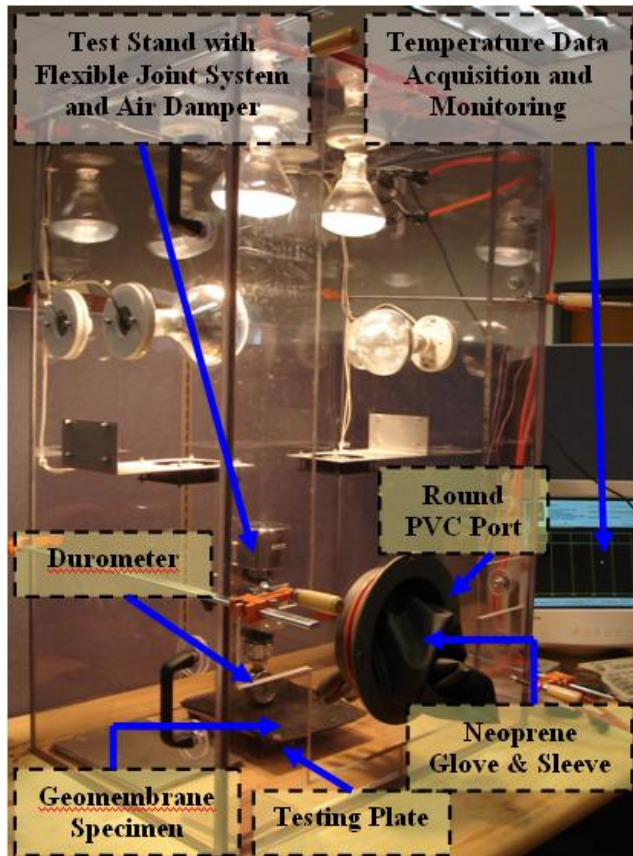 Test Stand with
Flexible Joint System
and Air Damper
Temperature Data
Acquisition and
Monitoring
Round
PVC Port
Durometer
Neoprene
Glove & Sleeve
Geomembrane
Specimen
Testing Plate